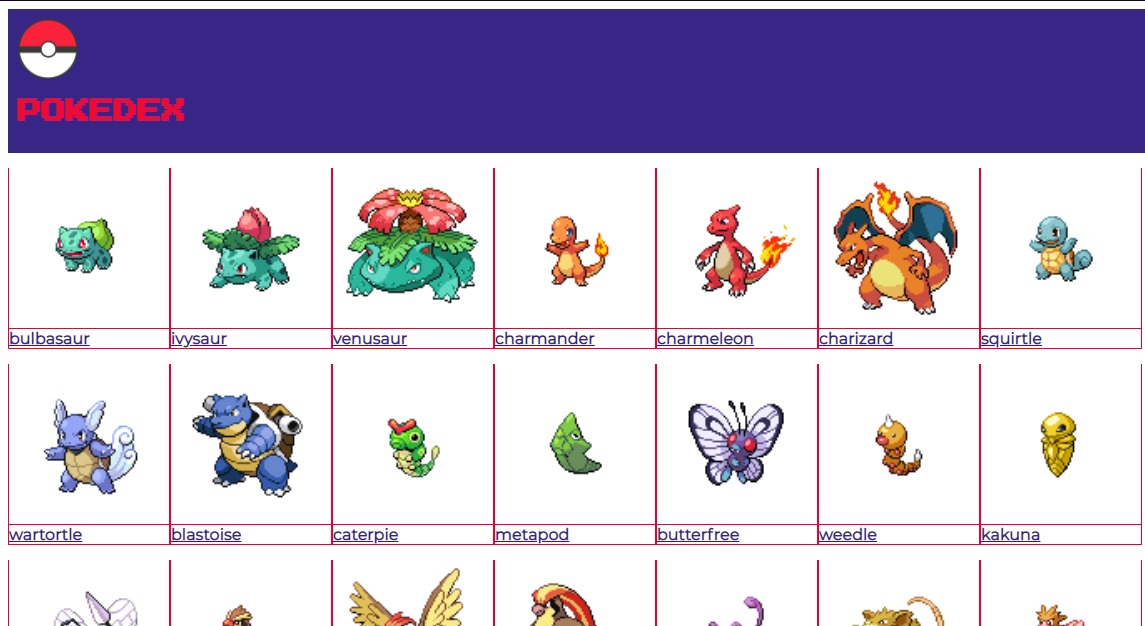 POKEDEX
bulbasaur ivysaur venusaur charmander charmeleon charizard squirtle
wartortle blastoise caterpie metapod butterfree weedle kakuna